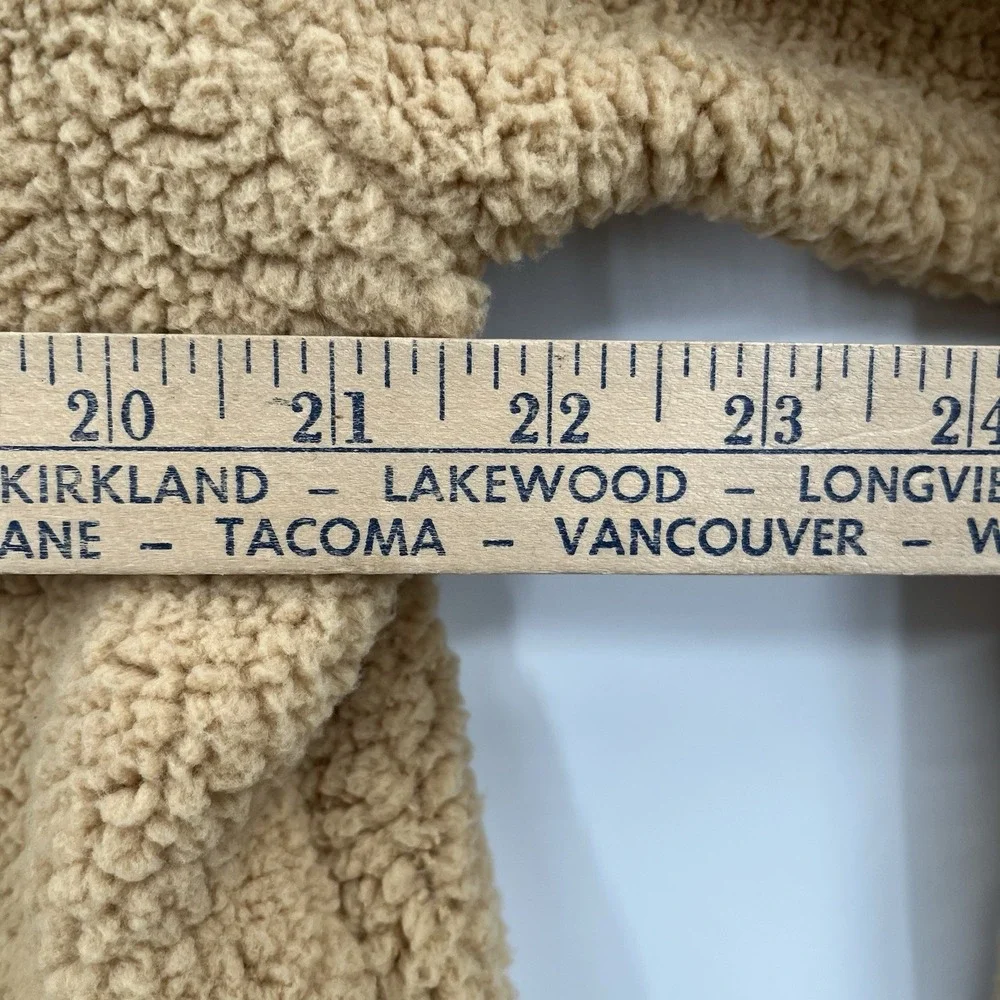 20 21 22 23 24
KIRKLAND – LAKEWOOD – LONGVIE
ANE – TACOMA – VANCOUVER – W